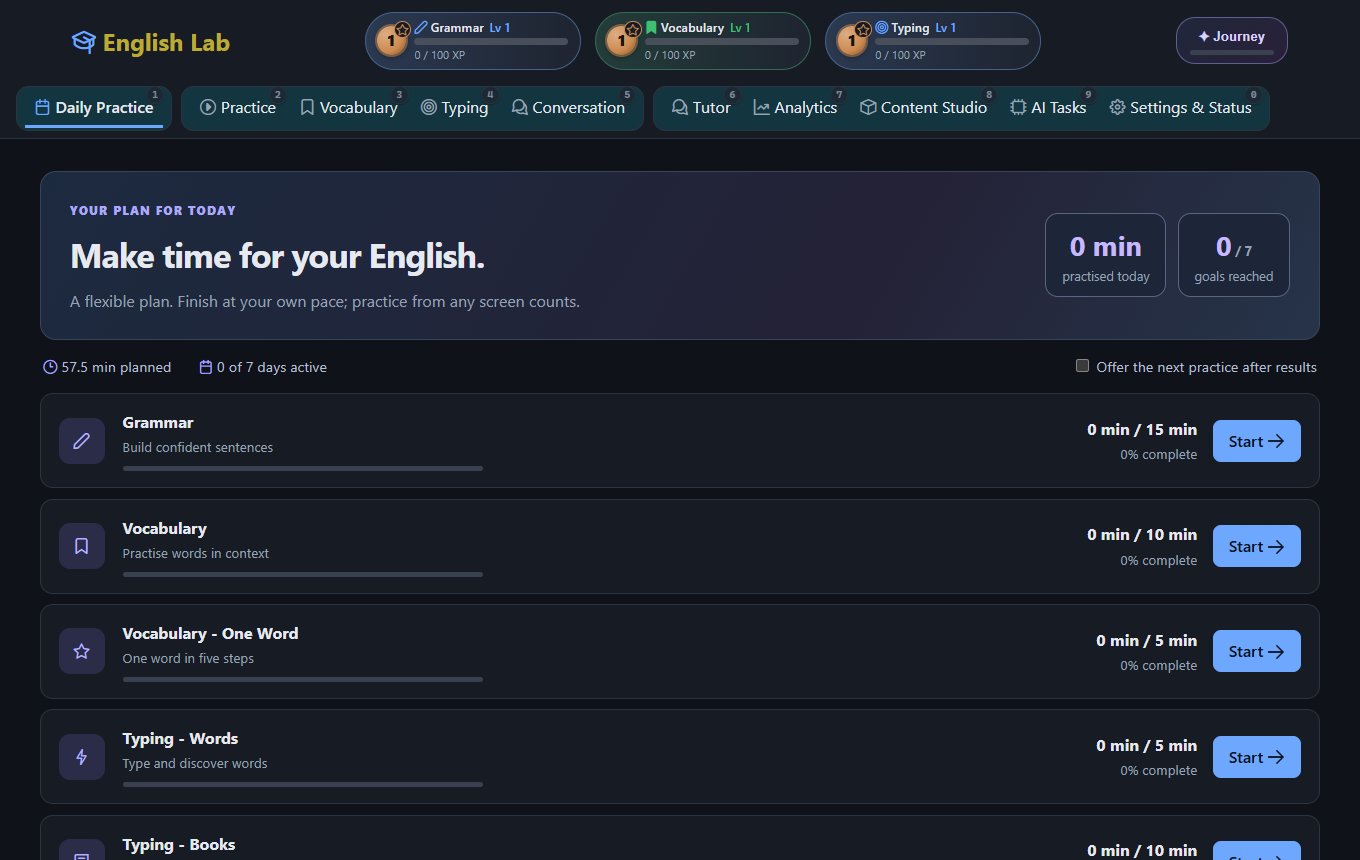 English Lab
1
Grammar Lv 1
0 / 100 XP
1
Vocabulary Lv 1
0 / 100 XP
1
Typing Lv 1
0 / 100 XP
✦ Journey
Daily Practice 1
Practice 2
Vocabulary 3
Typing 4
Conversation 5
Tutor 6
Analytics 7
Content Studio 8
AI Tasks 9
Settings & Status 0
YOUR PLAN FOR TODAY
Make time for your English.
A flexible plan. Finish at your own pace; practice from any screen counts.
0 min
practised today
0 / 7
goals reached
57.5 min planned
0 of 7 days active
Offer the next practice after results
Grammar
Build confident sentences
0 min / 15 min
0% complete
Start →
Vocabulary
Practise words in context
0 min / 10 min
0% complete
Start →
Vocabulary - One Word
One word in five steps
0 min / 5 min
0% complete
Start →
Typing - Words
Type and discover words
0 min / 5 min
0% complete
Start →
Typing - Books
0 min / 10 min